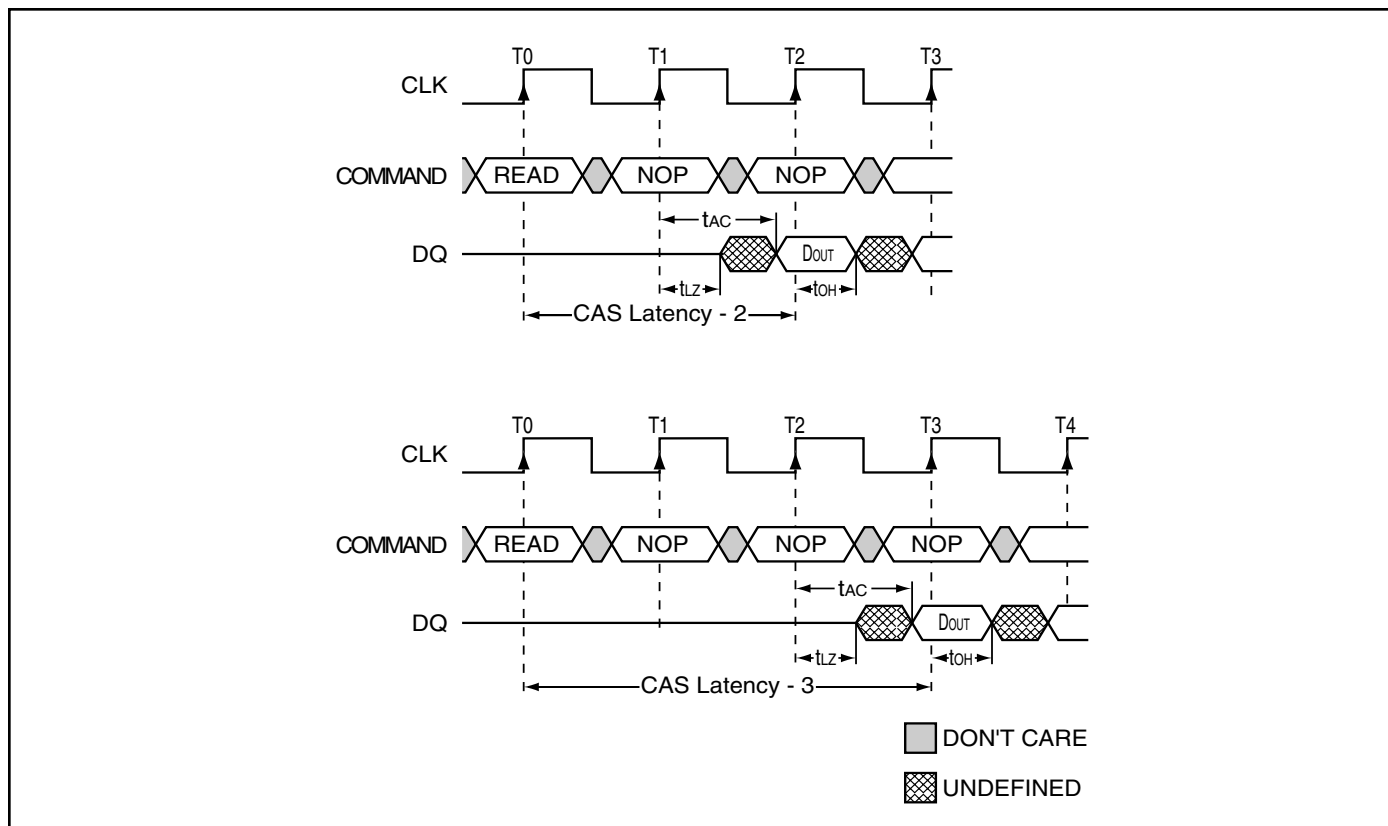 T0 T1 T2 T3
CLK
COMMAND READ NOP NOP
tAC
DQ DOUT
tLZ tOH
CAS Latency - 2
T0 T1 T2 T3 T4
CLK
COMMAND READ NOP NOP NOP
tAC
DQ DOUT
tLZ tOH
CAS Latency - 3
DON'T CARE
UNDEFINED